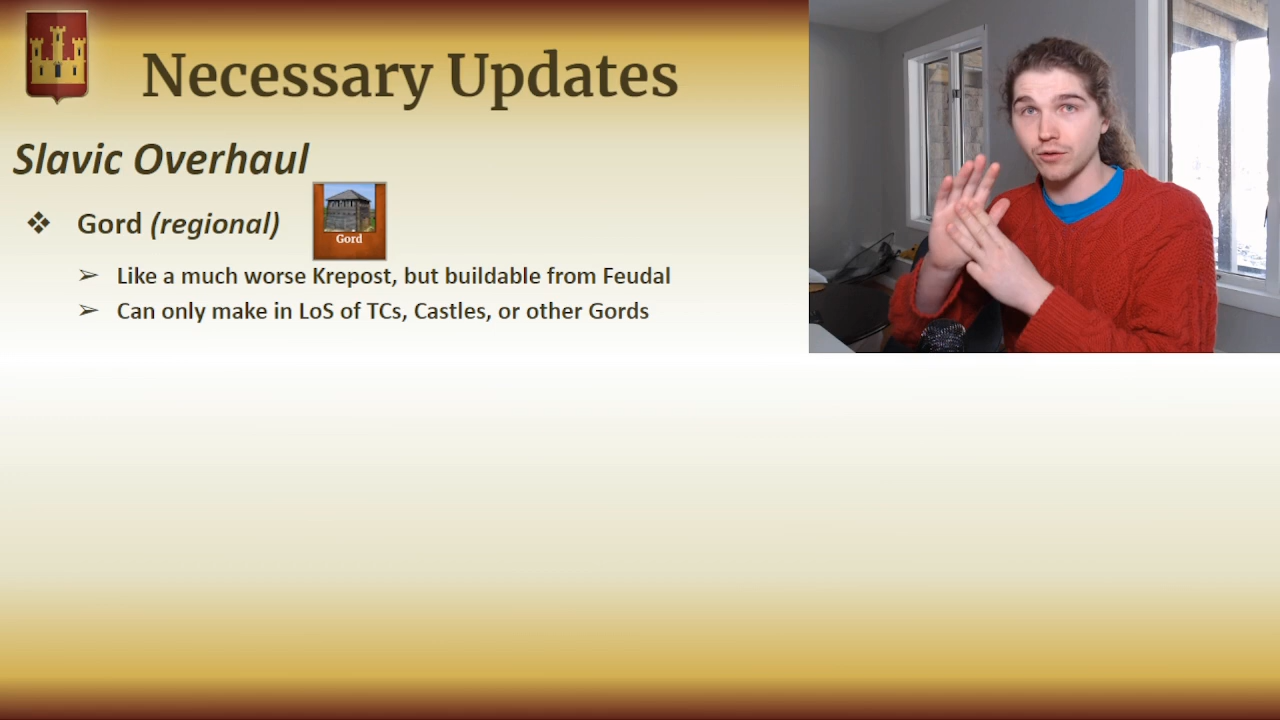 Necessary Updates
Slavic Overhaul
❖ Gord (regional)
Gord
➢ Like a much worse Krepost, but buildable from Feudal
➢ Can only make in LoS of TCs, Castles, or other Gords